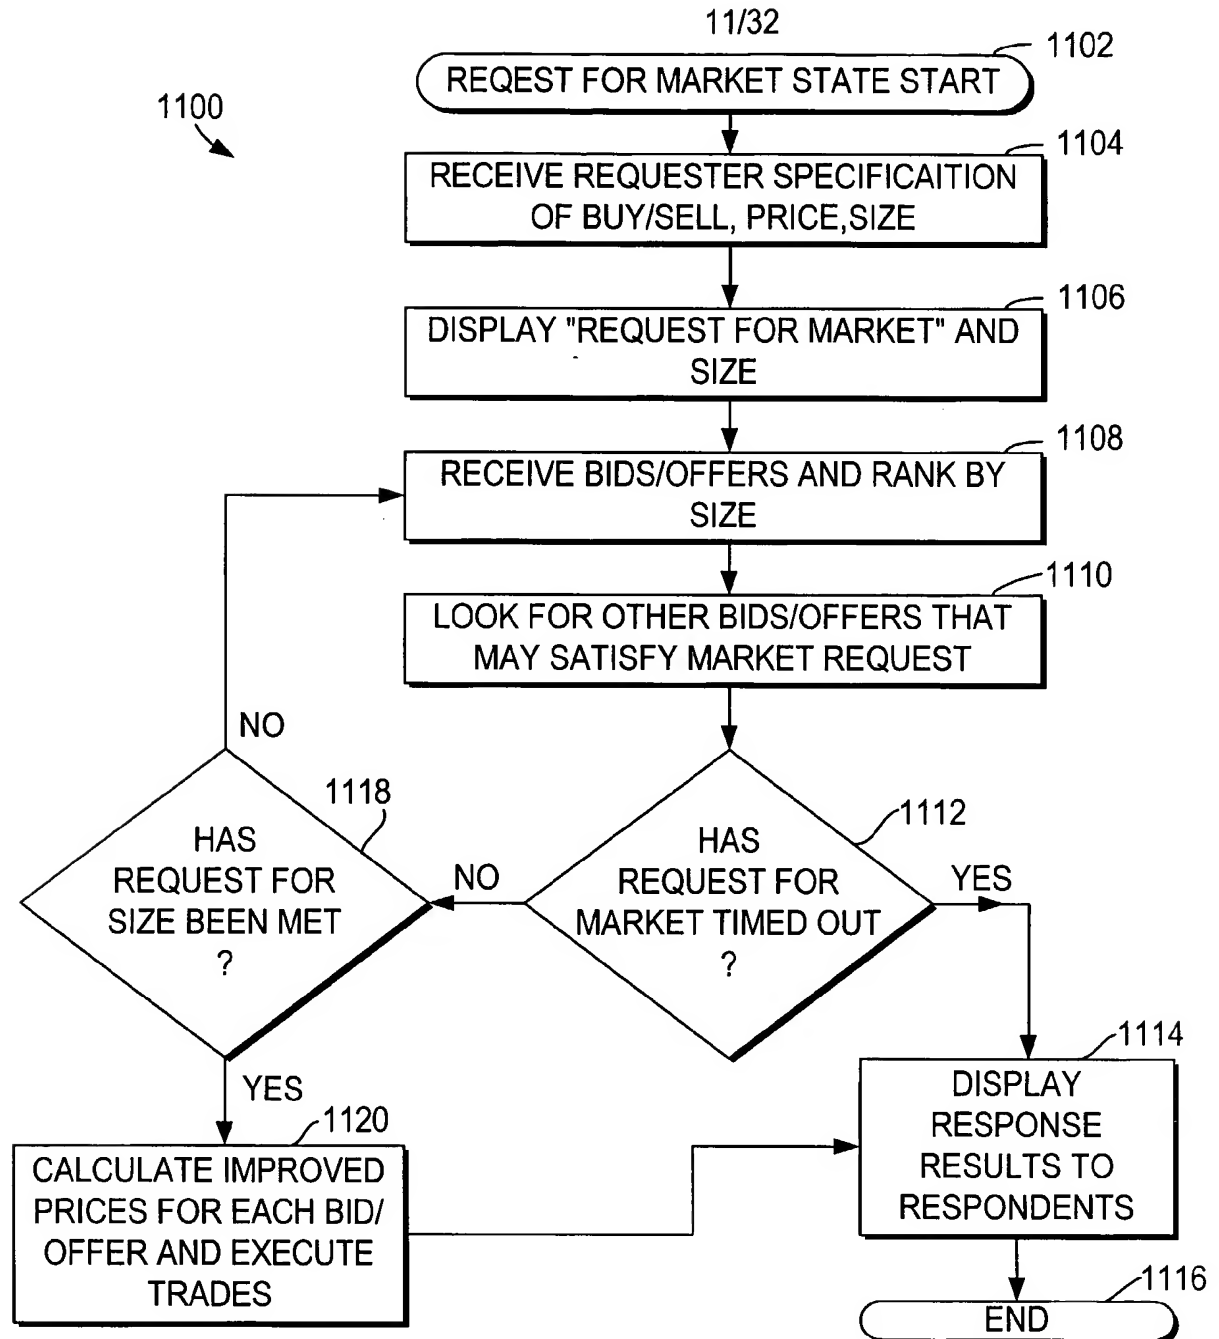 11/32
1102
REQEST FOR MARKET STATE START
1100
1104
RECEIVE REQUESTER SPECIFICAITION
OF BUY/SELL, PRICE,SIZE
1106
DISPLAY "REQUEST FOR MARKET" AND
SIZE
1108
RECEIVE BIDS/OFFERS AND RANK BY
SIZE
1110
LOOK FOR OTHER BIDS/OFFERS THAT
MAY SATISFY MARKET REQUEST
NO
1118
HAS
REQUEST FOR
SIZE BEEN MET
?
NO
1112
HAS
REQUEST FOR
MARKET TIMED OUT
?
YES
YES
1120
CALCULATE IMPROVED
PRICES FOR EACH BID/
OFFER AND EXECUTE
TRADES
1114
DISPLAY
RESPONSE
RESULTS TO
RESPONDENTS
1116
END